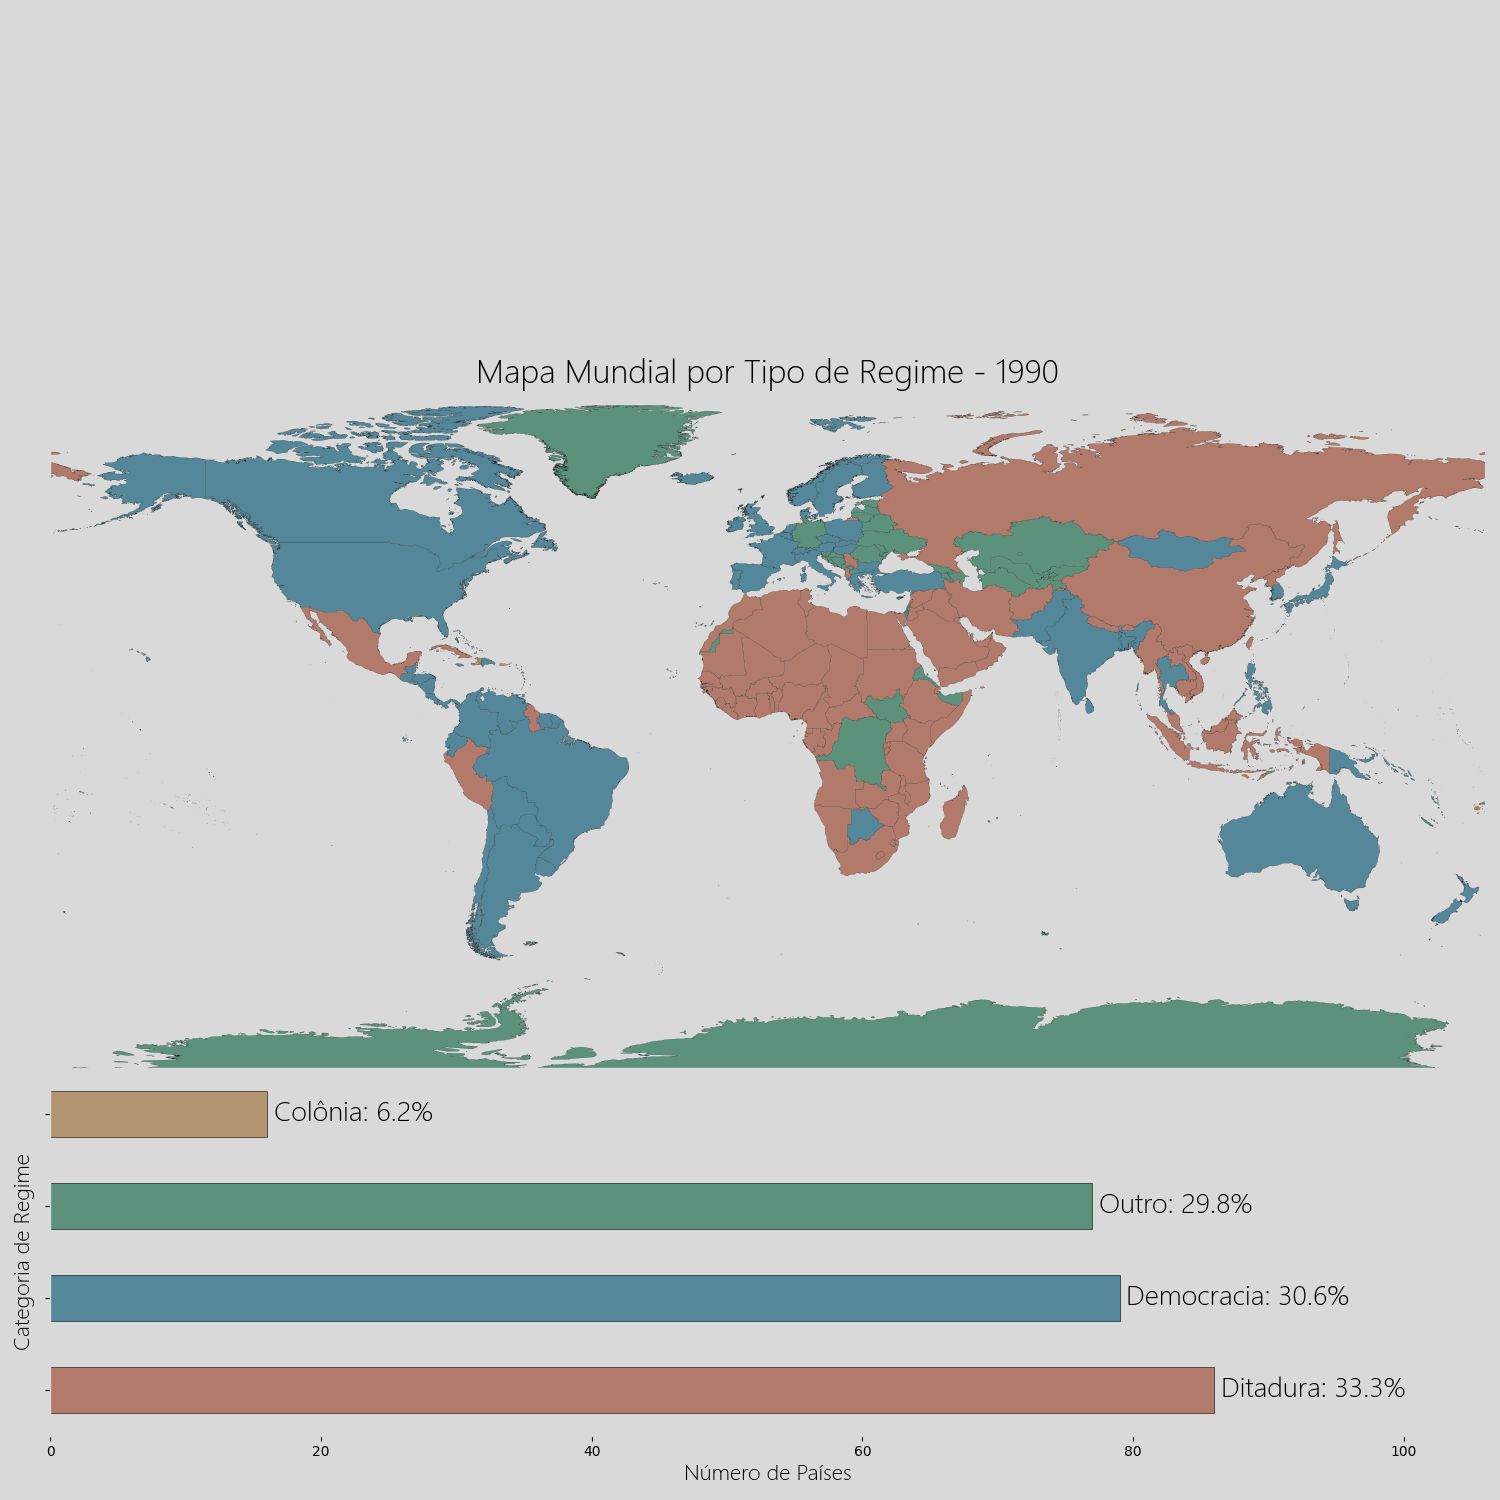 Mapa Mundial por Tipo de Regime - 1990
Colônia: 6.2%
Outro: 29.8%
Democracia: 30.6%
Ditadura: 33.3%
Categoria de Regime
0 20 40 60 80 100
Número de Países